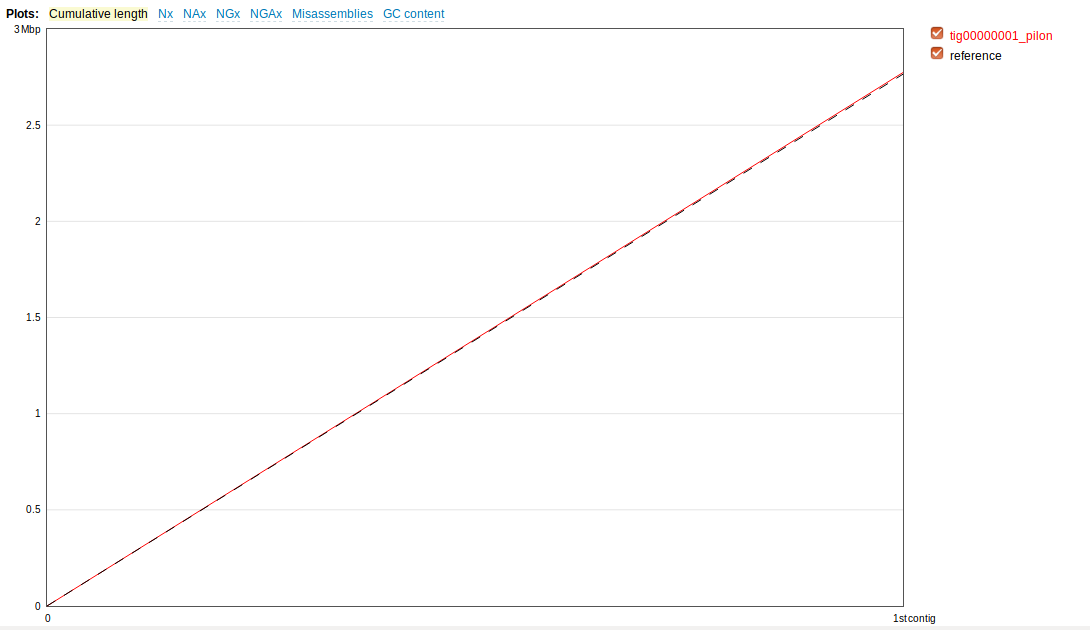 Plots: Cumulative length Nx NAx NGx NGAx Misassemblies GC content
3 Mbp
tig00000001_pilon
reference
2.5
2
1.5
1
0.5
0
0 1st contig